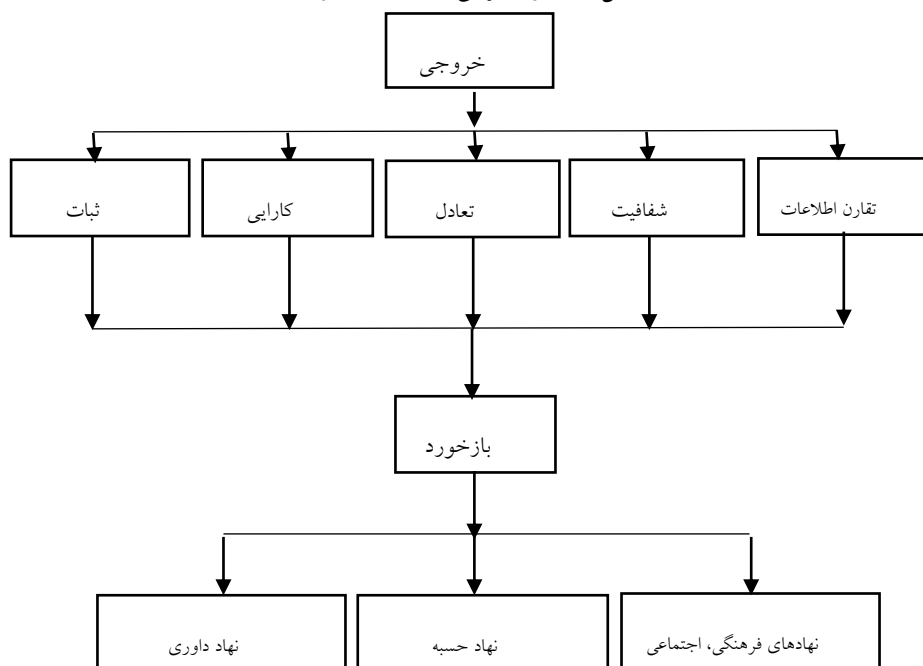 خروجی
تقارن اطلاعات
شفافیت
تعادل
کارایی
ثبات
بازخورد
نهادهای فرهنگی، اجتماعی
نهاد حسبه
نهاد داوری